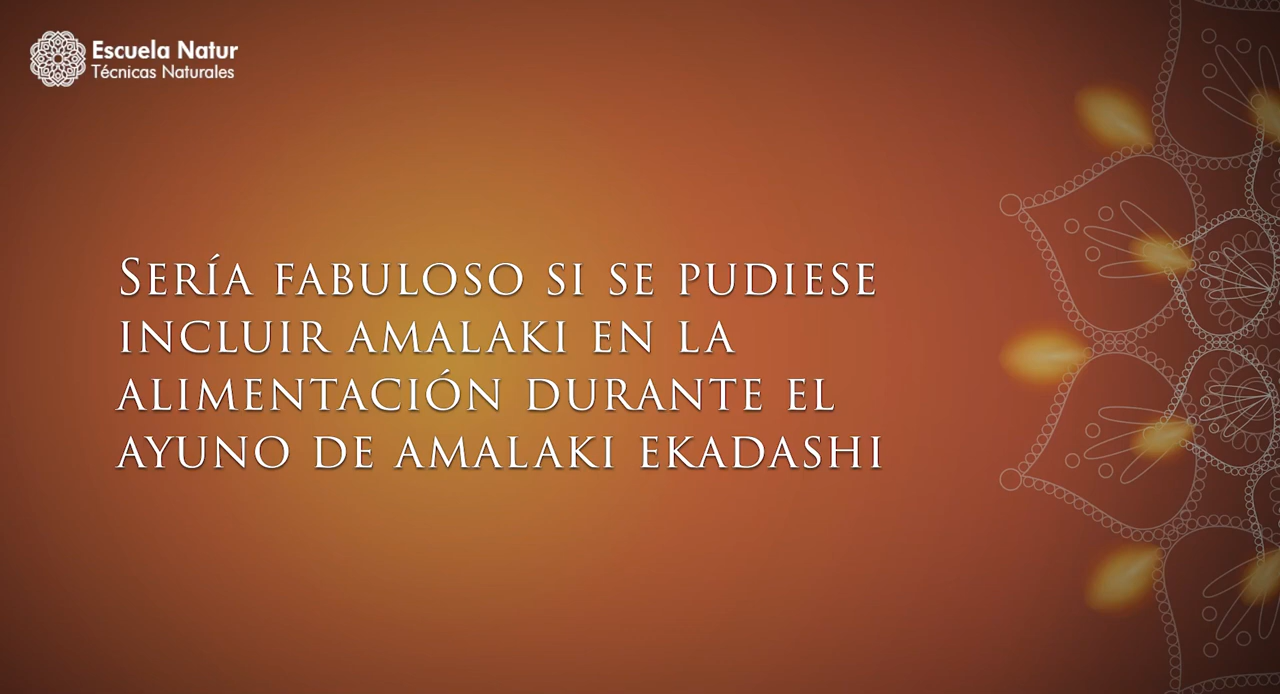 Escuela Natur
Técnicas Naturales
Sería fabuloso si se pudiese
incluir amalaki en la
alimentación durante el
ayuno de amalaki ekadashi